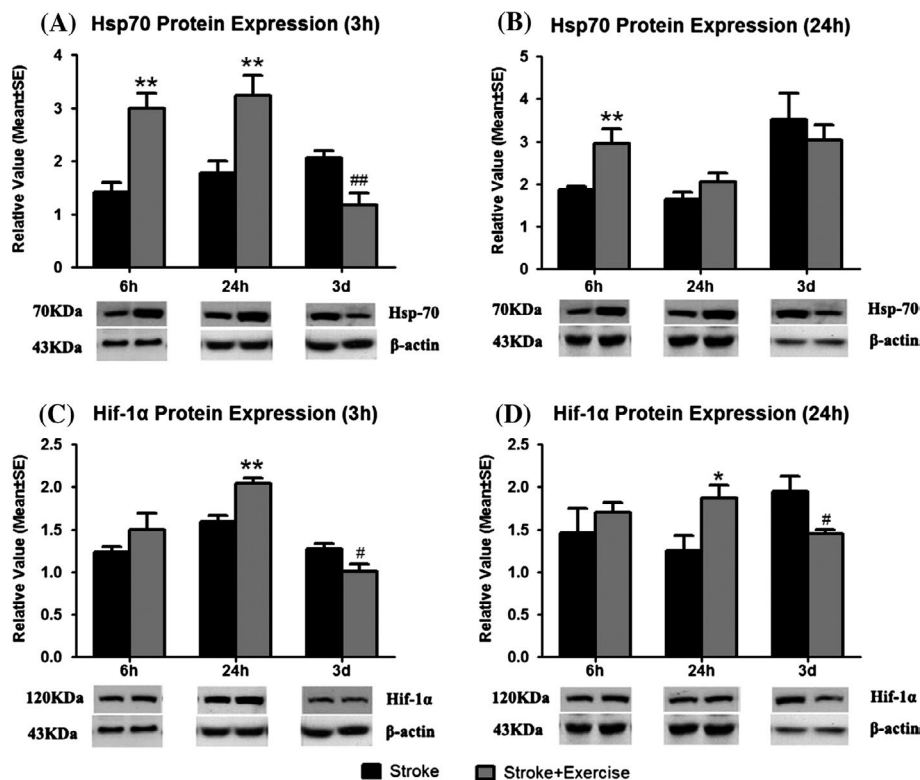 (A) Hsp70 Protein Expression (3h)
Relative Value (Mean±SE)
4
3
2
1
0
** ** ##
6h 24h 3d
70KDa Hsp-70
43KDa β-actin
(B) Hsp70 Protein Expression (24h)
Relative Value (Mean±SE)
5
4
3
2
1
0
**
6h 24h 3d
70KDa Hsp-70
43KDa β-actin
(C) Hif-1α Protein Expression (3h)
Relative Value (Mean±SE)
2.5
2.0
1.5
1.0
0.5
0.0
** #
6h 24h 3d
120KDa Hif-1α
43KDa β-actin
(D) Hif-1α Protein Expression (24h)
Relative Value (Mean±SE)
2.5
2.0
1.5
1.0
0.5
0.0
* #
6h 24h 3d
120KDa Hif-1α
43KDa β-actin
Stroke Stroke+Exercise